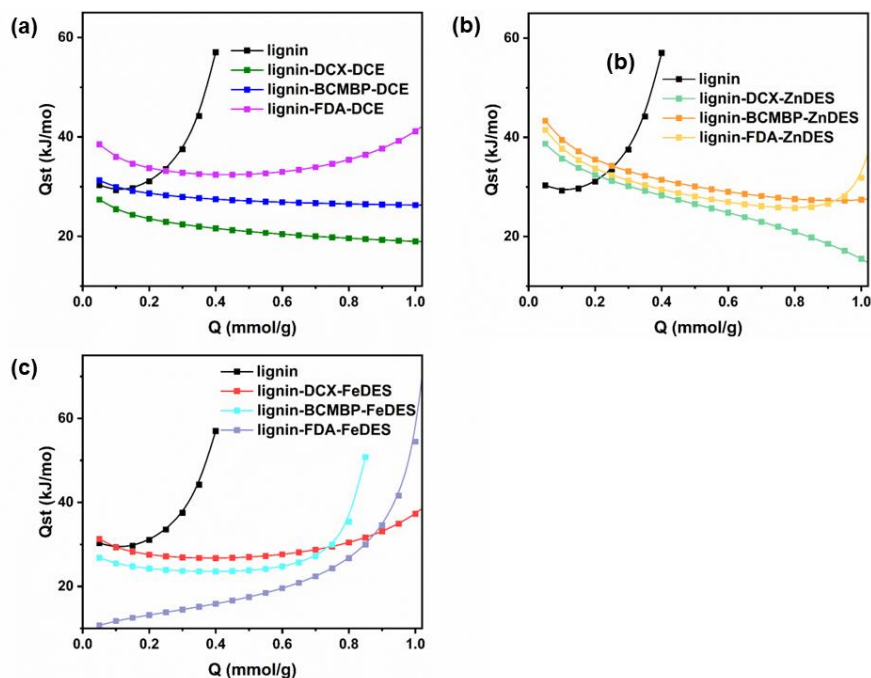 (a)
lignin
lignin-DCX-DCE
lignin-BCMBP-DCE
lignin-FDA-DCE
60
40
20
Qst (kJ/mo)
0.0 0.2 0.4 0.6 0.8 1.0
Q (mmol/g)
(b)
(b)
lignin
lignin-DCX-ZnDES
lignin-BCMBP-ZnDES
lignin-FDA-ZnDES
60
40
20
Qst (kJ/mo)
0.0 0.2 0.4 0.6 0.8 1.0
Q (mmol/g)
(c)
lignin
lignin-DCX-FeDES
lignin-BCMBP-FeDES
lignin-FDA-FeDES
60
40
20
Qst (kJ/mo)
0.0 0.2 0.4 0.6 0.8 1.0
Q (mmol/g)